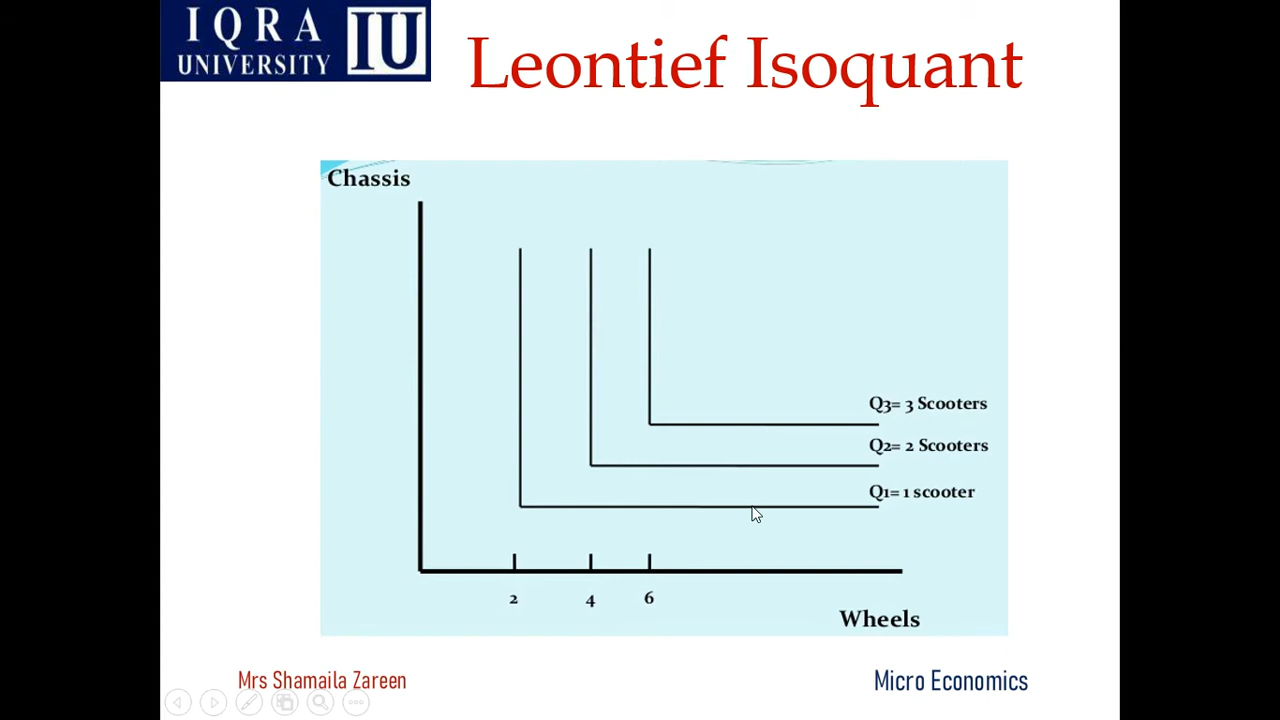 IQRA
UNIVERSITY
IU
Leontief Isoquant
Chassis
Q3= 3 Scooters
Q2= 2 Scooters
Q1= 1 scooter
2 4 6
Wheels
Mrs Shamaila Zareen
Micro Economics